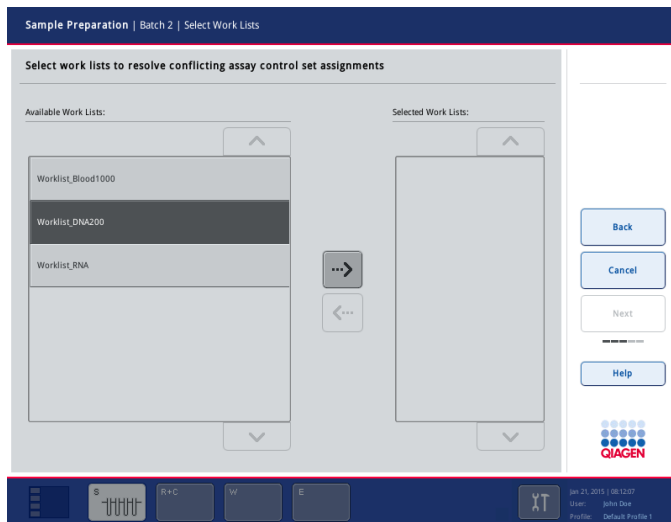 Sample Preparation | Batch 2 | Select Work Lists
Select work lists to resolve conflicting assay control set assignments
Available Work Lists:
Selected Work Lists:
Worklist_Blood1000
Worklist_DNA200
Worklist_RNA
Back
Cancel
Next
Help
QIAGEN
S
R+C
W
E
Jan 21, 2015 | 08:12:07
User: John Doe
Profile: Default Profile 1